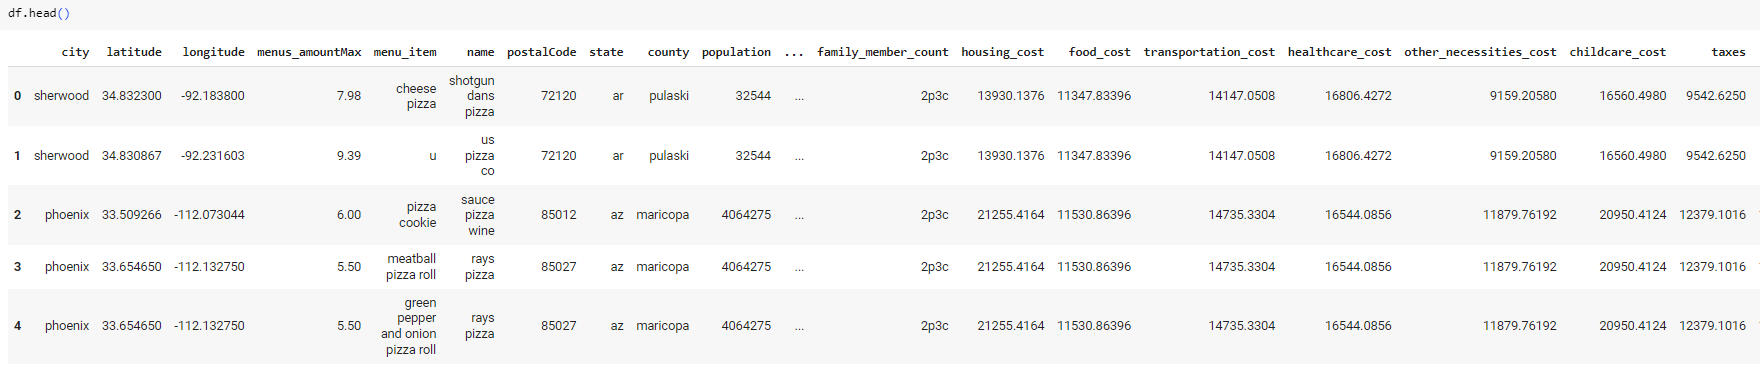 df.head()
city latitude longitude menus_amountMax menu_item name postalCode state county population ... family_member_count housing_cost food_cost transportation_cost healthcare_cost other_necessities_cost childcare_cost taxes
0 sherwood 34.832300 -92.183800 7.98 cheese pizza shotgun dans pizza 72120 ar pulaski 32544 ... 2p3c 13930.1376 11347.83396 14147.0508 16806.4272 9159.20580 16560.4980 9542.6250
1 sherwood 34.830867 -92.231603 9.39 u us pizza co 72120 ar pulaski 32544 ... 2p3c 13930.1376 11347.83396 14147.0508 16806.4272 9159.20580 16560.4980 9542.6250
2 phoenix 33.509266 -112.073044 6.00 pizza cookie sauce pizza wine 85012 az maricopa 4064275 ... 2p3c 21255.4164 11530.86396 14735.3304 16544.0856 11879.76192 20950.4124 12379.1016
3 phoenix 33.654650 -112.132750 5.50 meatball pizza roll rays pizza 85027 az maricopa 4064275 ... 2p3c 21255.4164 11530.86396 14735.3304 16544.0856 11879.76192 20950.4124 12379.1016
4 phoenix 33.654650 -112.132750 5.50 green pepper and onion pizza roll rays pizza 85027 az maricopa 4064275 ... 2p3c 21255.4164 11530.86396 14735.3304 16544.0856 11879.76192 20950.4124 12379.1016